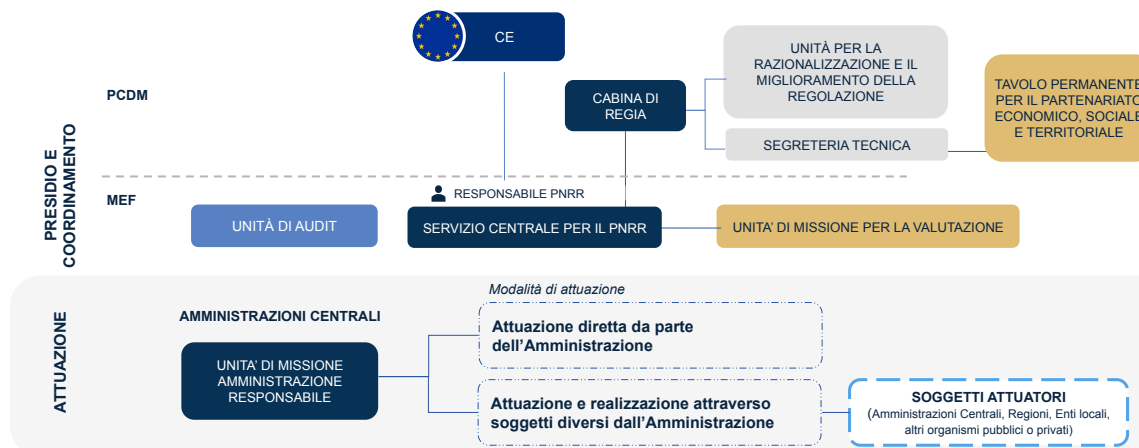 CE
PCDM
CABINA DI
REGIA
UNITÀ PER LA
RAZIONALIZZAZIONE E IL
MIGLIORAMENTO DELLA
REGOLAZIONE
SEGRETERIA TECNICA
TAVOLO PERMANENTE
PER IL PARTENARIATO
ECONOMICO, SOCIALE
E TERRITORIALE
PRESIDIO E
COORDINAMENTO
MEF
RESPONSABILE PNRR
UNITÀ DI AUDIT
SERVIZIO CENTRALE PER IL PNRR
UNITA' DI MISSIONE PER LA VALUTAZIONE
ATTUAZIONE
Modalità di attuazione
AMMINISTRAZIONI CENTRALI
UNITA' DI MISSIONE
AMMINISTRAZIONE
RESPONSABILE
Attuazione diretta da parte
dell'Amministrazione
Attuazione e realizzazione attraverso
soggetti diversi dall'Amministrazione
SOGGETTI ATTUATORI
(Amministrazioni Centrali, Regioni, Enti locali,
altri organismi pubblici o privati)